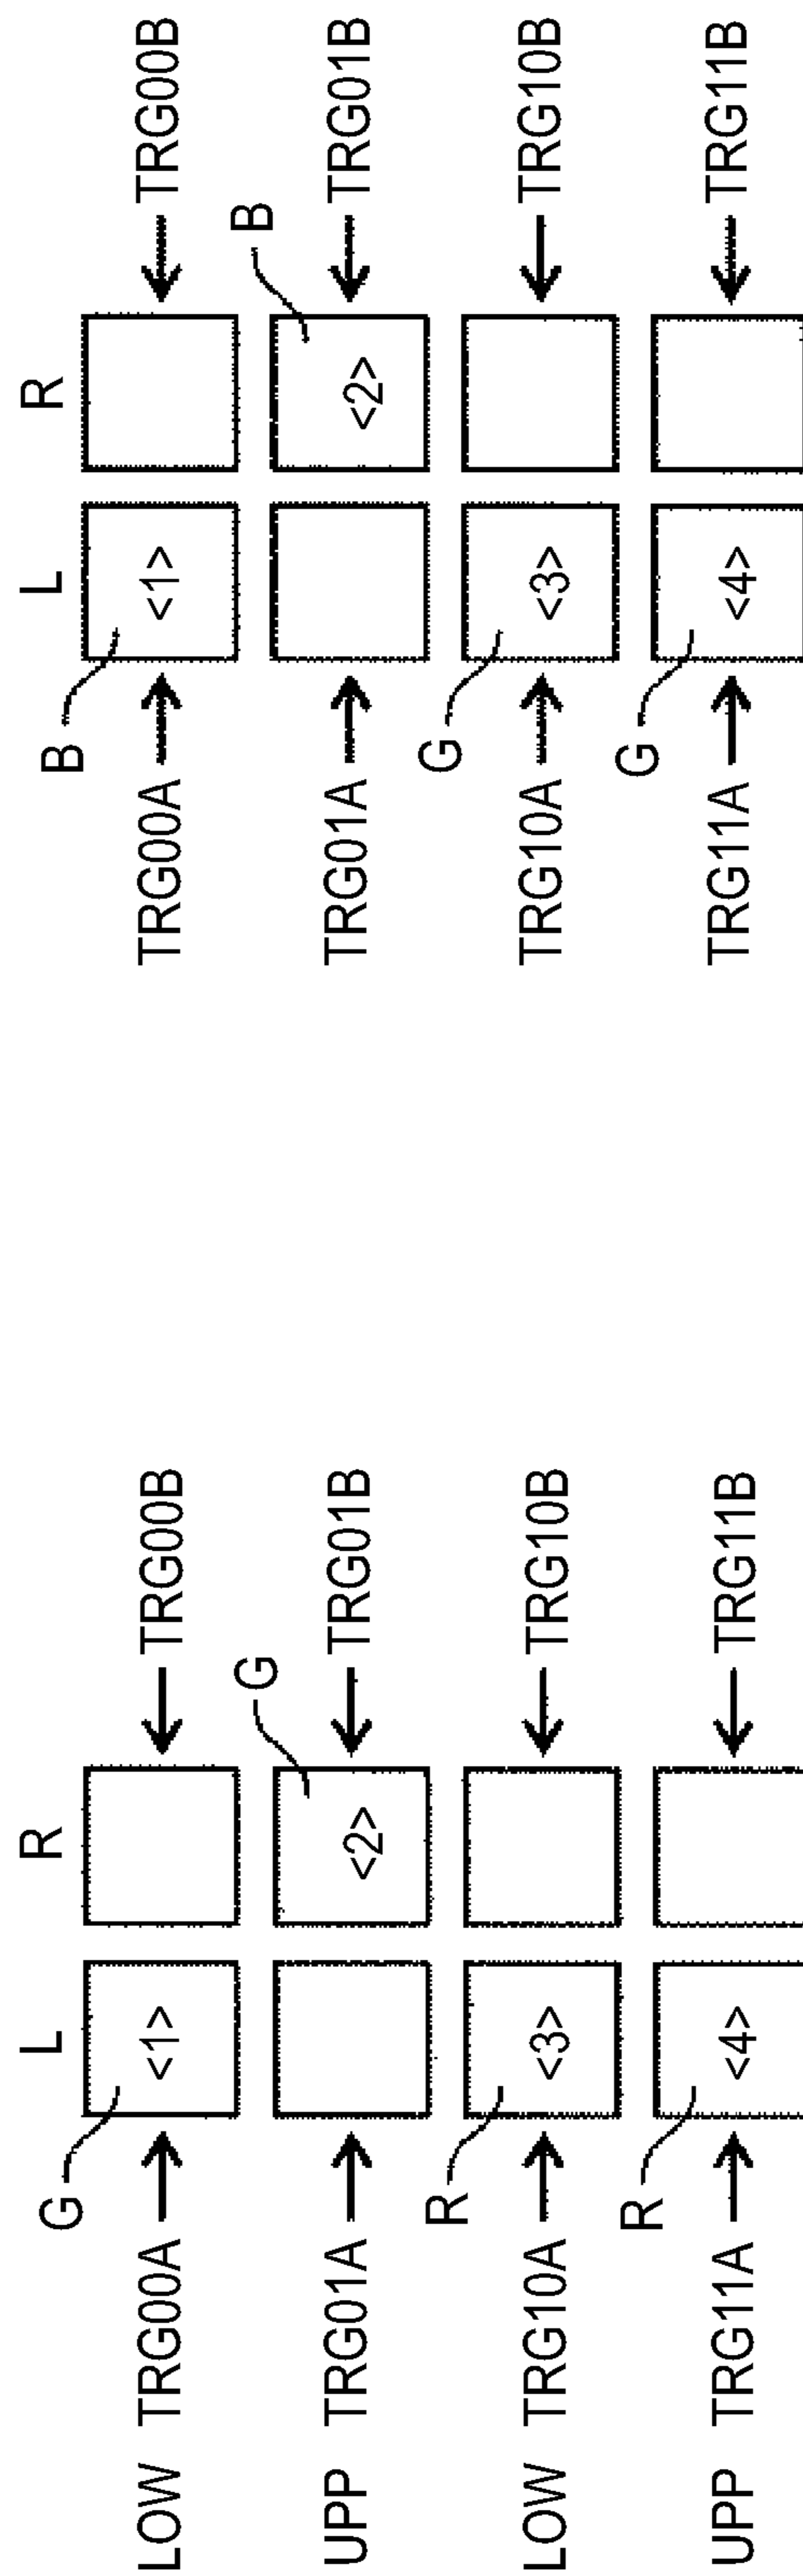 L R L R
G B
LOW TRG00A <1> TRG00B TRG00A <1> TRG00B
G B
UPP TRG01A <2> TRG01B TRG01A <2> TRG01B
R G
LOW TRG10A <3> TRG10B TRG10A <3> TRG10B
R G
UPP TRG11A <4> TRG11B TRG11A <4> TRG11B